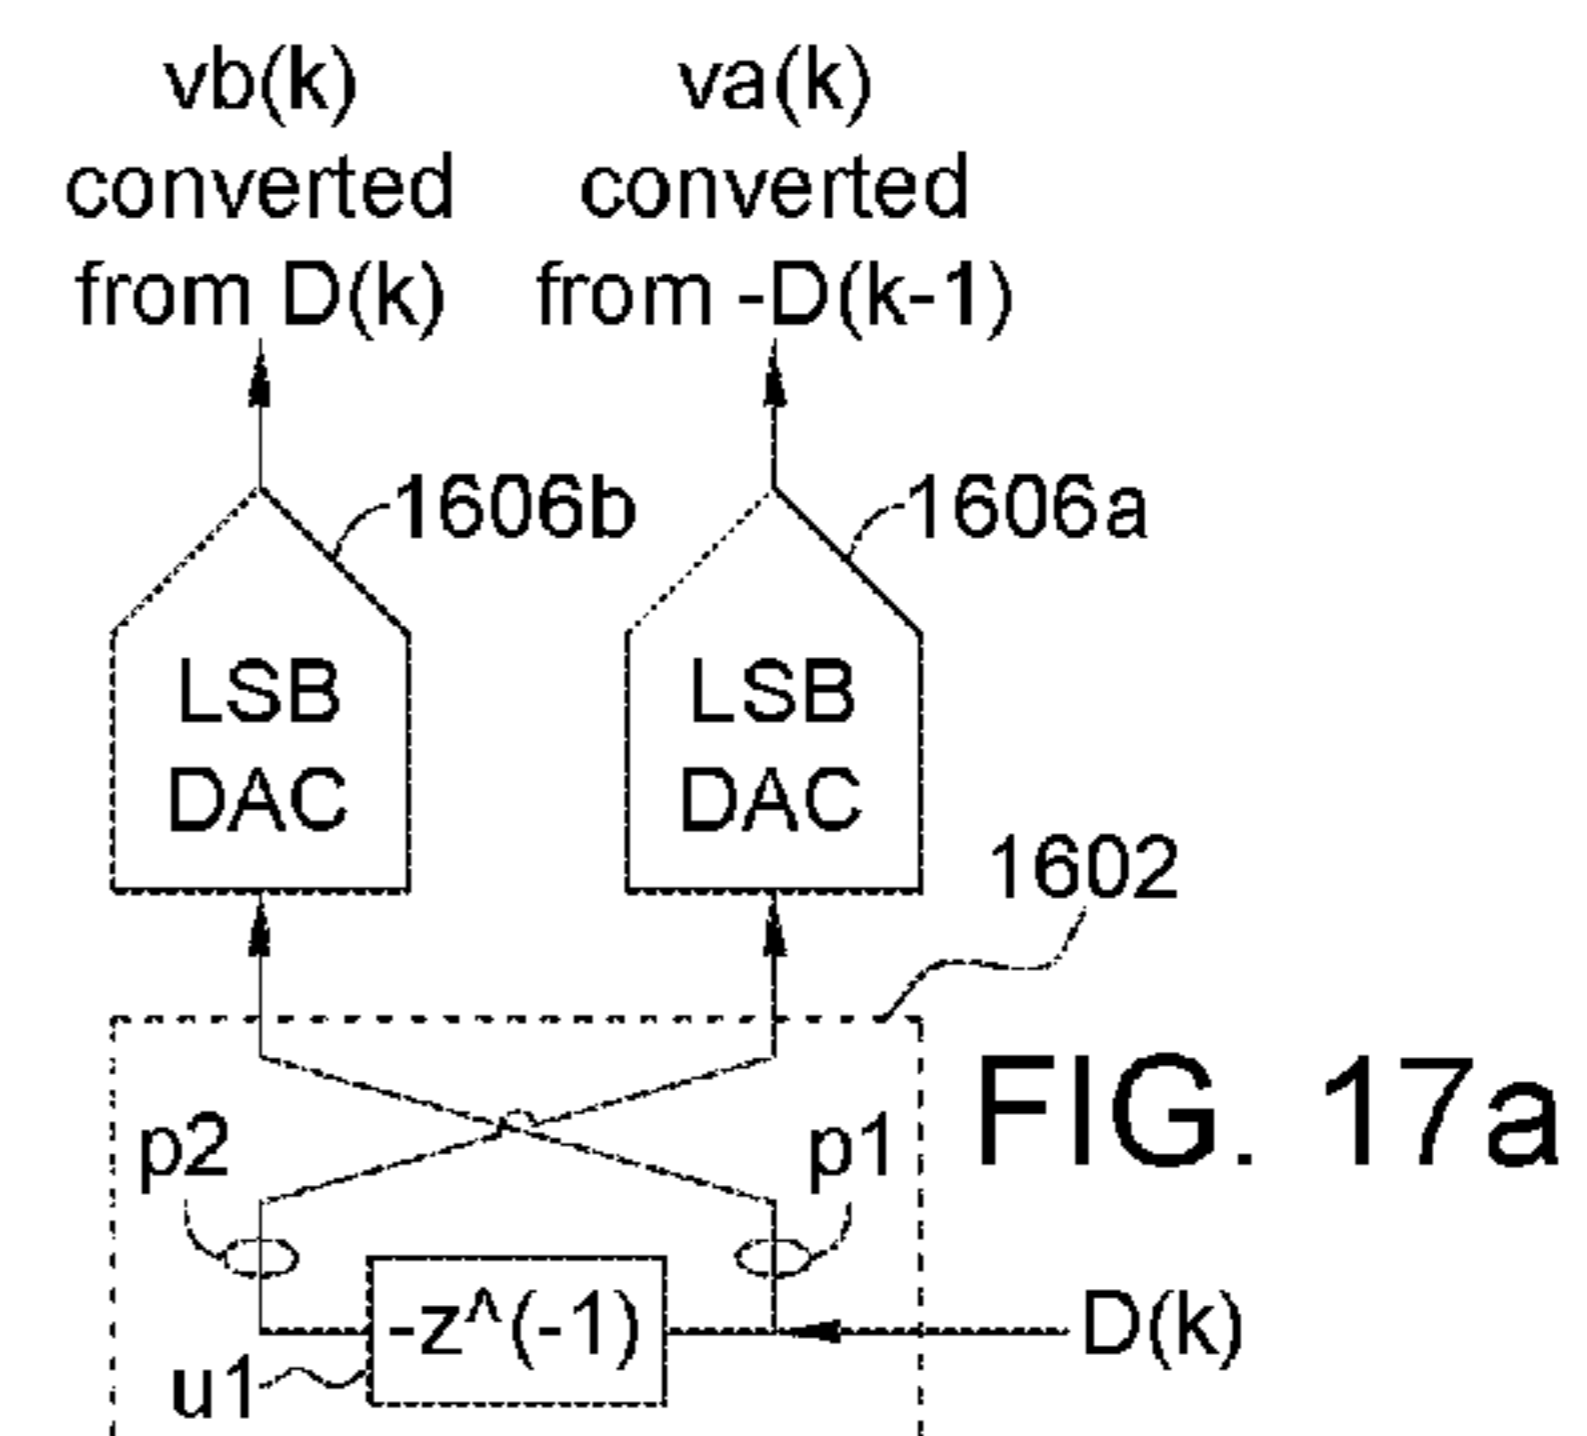 vb(k)
converted
from D(k)
va(k)
converted
from -D(k-1)
1606b
1606a
LSB
DAC
LSB
DAC
1602
FIG. 17a
p2
p1
-z^(-1)
D(k)
u1